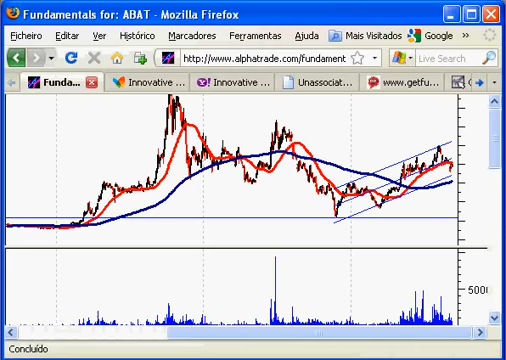 Fundamentals for: ABAT - Mozilla Firefox
Ficheiro Editar Ver Histórico Marcadores Ferramentas Ajuda Mais Visitados Google »
http://www.alphatrade.com/fundament Live Search
Funda... Innovative ... Innovative ... Unassociat... www.getfu...
5000
Concluído